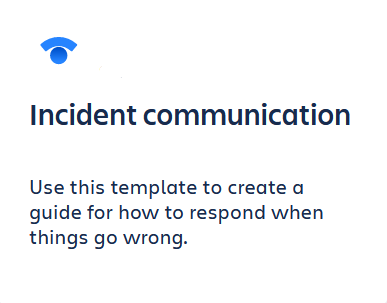 Incident communication
Use this template to create a
guide for how to respond when
things go wrong.